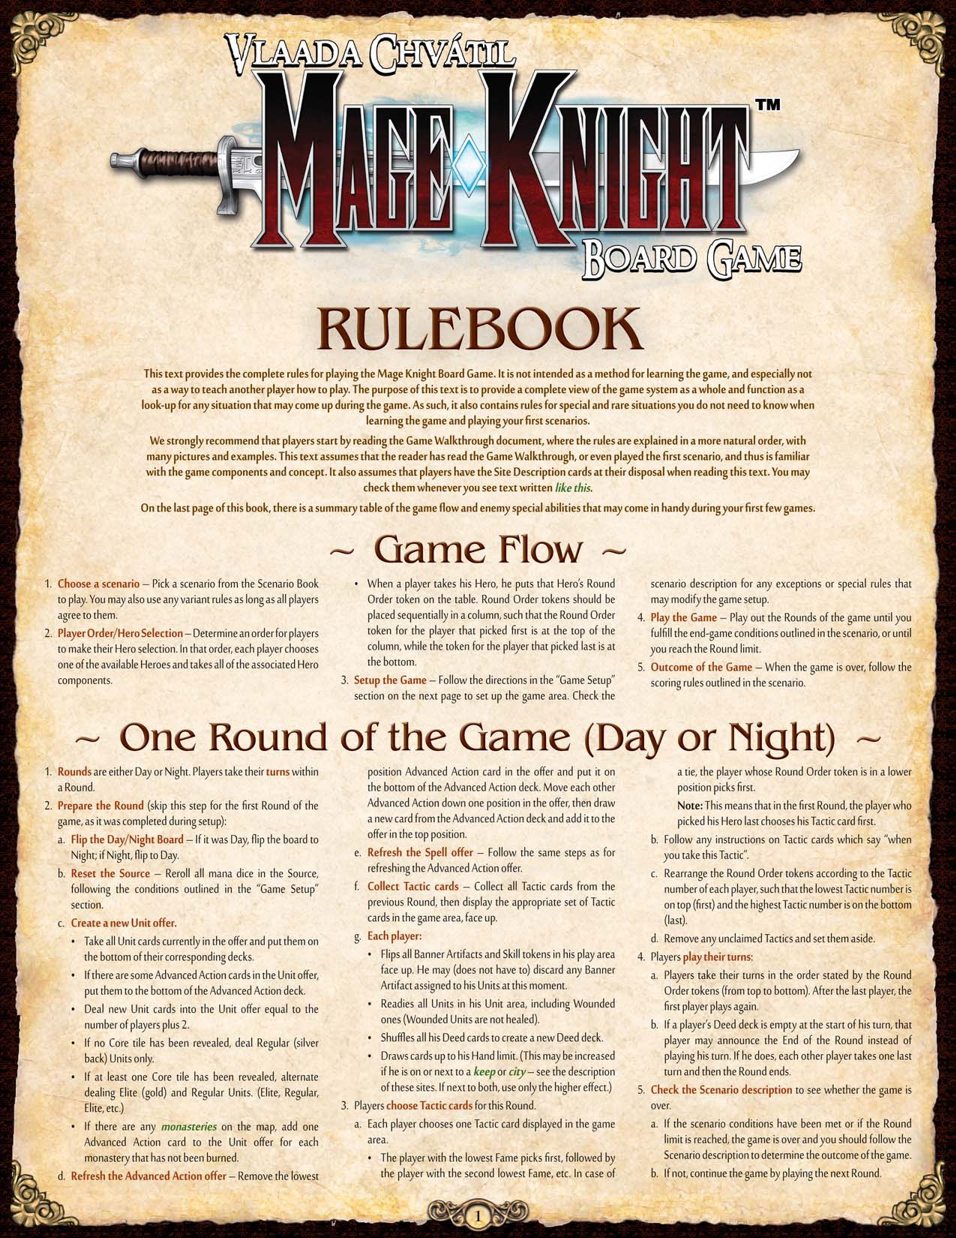 VLAADA CHVÁTIL
MAGE KNIGHT™
BOARD GAME
RULEBOOK
This text provides the complete rules for playing the Mage Knight Board Game. It is not intended as a method for learning the game, and especially not
as a way to teach another player how to play. The purpose of this text is to provide a complete view of the game system as a whole and function as a
look-up for any situation that may come up during the game. As such, it also contains rules for special and rare situations you do not need to know when
learning the game and playing your first scenarios.
We strongly recommend that players start by reading the Game Walkthrough document, where the rules are explained in a more natural order, with
many pictures and examples. This text assumes that the reader has read the Game Walkthrough, or even played the first scenario, and thus is familiar
with the game components and concept. It also assumes that players have the Site Description cards at their disposal when reading this text. You may
check them whenever you see text written like this.
On the last page of this book, there is a summary table of the game flow and enemy special abilities that may come in handy during your first few games.
~ Game Flow ~
1. Choose a scenario – Pick a scenario from the Scenario Book
to play. You may also use any variant rules as long as all players
agree to them.
2. Player Order/Hero Selection – Determine an order for players
to make their Hero selection. In that order, each player chooses
one of the available Heroes and takes all of the associated Hero
components.
• When a player takes his Hero, he puts that Hero's Round
Order token on the table. Round Order tokens should be
placed sequentially in a column, such that the Round Order
token for the player that picked first is at the top of the
column, while the token for the player that picked last is at
the bottom.
3. Setup the Game – Follow the directions in the "Game Setup"
section on the next page to set up the game area. Check the
scenario description for any exceptions or special rules that
may modify the game setup.
4. Play the Game – Play out the Rounds of the game until you
fulfill the end-game conditions outlined in the scenario, or until
you reach the Round limit.
5. Outcome of the Game – When the game is over, follow the
scoring rules outlined in the scenario.
~ One Round of the Game (Day or Night) ~
1. Rounds are either Day or Night. Players take their turns within
a Round.
2. Prepare the Round (skip this step for the first Round of the
game, as it was completed during setup):
a. Flip the Day/Night Board – If it was Day, flip the board to
Night; if Night, flip to Day.
b. Reset the Source – Reroll all mana dice in the Source,
following the conditions outlined in the "Game Setup"
section.
c. Create a new Unit offer.
• Take all Unit cards currently in the offer and put them on
the bottom of their corresponding decks.
• If there are some Advanced Action cards in the Unit offer,
put them to the bottom of the Advanced Action deck.
• Deal new Unit cards into the Unit offer equal to the
number of players plus 2.
• If no Core tile has been revealed, deal Regular (silver
back) Units only.
• If at least one Core tile has been revealed, alternate
dealing Elite (gold) and Regular Units. (Elite, Regular,
Elite, etc.)
• If there are any monasteries on the map, add one
Advanced Action card to the Unit offer for each
monastery that has not been burned.
d. Refresh the Advanced Action offer – Remove the lowest
position Advanced Action card in the offer and put it on
the bottom of the Advanced Action deck. Move each other
Advanced Action down one position in the offer, then draw
a new card from the Advanced Action deck and add it to the
offer in the top position.
e. Refresh the Spell offer – Follow the same steps as for
refreshing the Advanced Action offer.
f. Collect Tactic cards – Collect all Tactic cards from the
previous Round, then display the appropriate set of Tactic
cards in the game area, face up.
g. Each player:
• Flips all Banner Artifacts and Skill tokens in his play area
face up. He may (does not have to) discard any Banner
Artifact assigned to his Units at this moment.
• Readies all Units in his Unit area, including Wounded
ones (Wounded Units are not healed).
• Shuffles all his Deed cards to create a new Deed deck.
• Draws cards up to his Hand limit. (This may be increased
if he is on or next to a keep or city – see the description
of these sites. If next to both, use only the higher effect.)
3. Players choose Tactic cards for this Round.
a. Each player chooses one Tactic card displayed in the game
area.
• The player with the lowest Fame picks first, followed by
the player with the second lowest Fame, etc. In case of
a tie, the player whose Round Order token is in a lower
position picks first.
Note: This means that in the first Round, the player who
picked his Hero last chooses his Tactic card first.
b. Follow any instructions on Tactic cards which say "when
you take this Tactic".
c. Rearrange the Round Order tokens according to the Tactic
number of each player, such that the lowest Tactic number is
on top (first) and the highest Tactic number is on the bottom
(last).
d. Remove any unclaimed Tactics and set them aside.
4. Players play their turns:
a. Players take their turns in the order stated by the Round
Order tokens (from top to bottom). After the last player, the
first player plays again.
b. If a player's Deed deck is empty at the start of his turn, that
player may announce the End of the Round instead of
playing his turn. If he does, each other player takes one last
turn and then the Round ends.
5. Check the Scenario description to see whether the game is
over.
a. If the scenario conditions have been met or if the Round
limit is reached, the game is over and you should follow the
Scenario description to determine the outcome of the game.
b. If not, continue the game by playing the next Round.
1